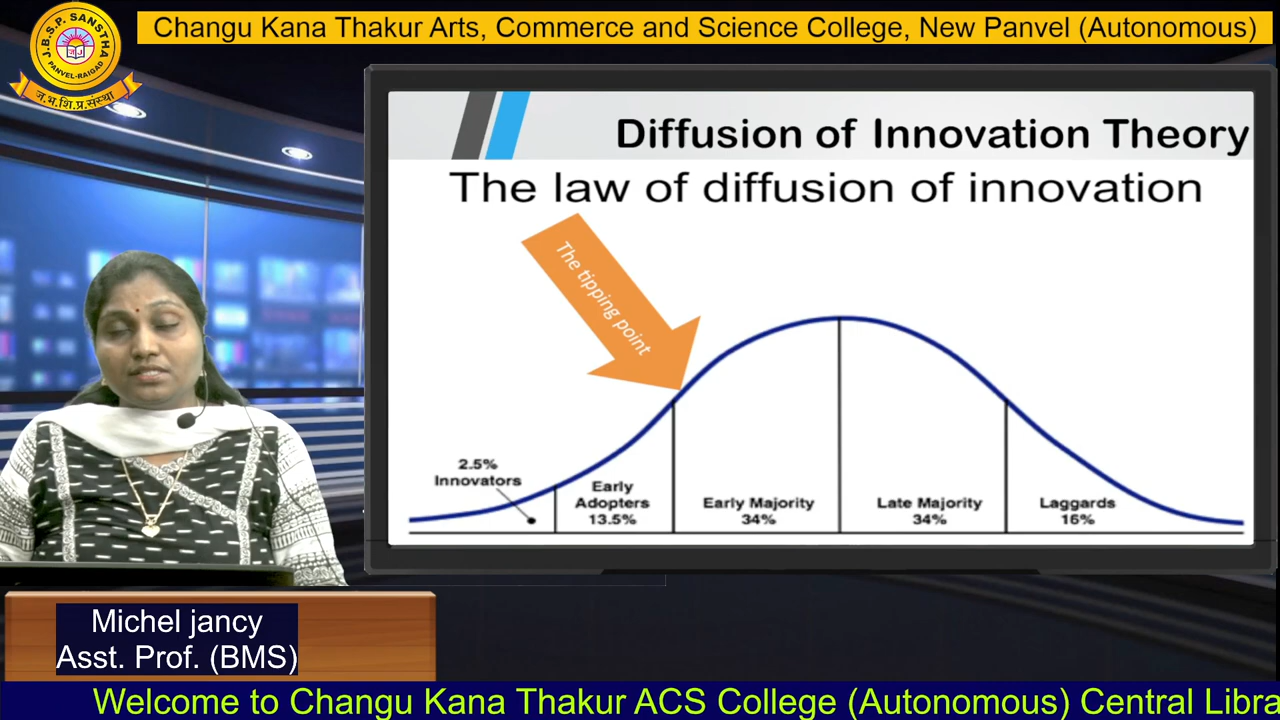 Changu Kana Thakur Arts, Commerce and Science College, New Panvel (Autonomous)
J.B.S.P. SANSTHA
PANVEL-RAIGAD
ज.भ.शि.प्र.संस्था
Diffusion of Innovation Theory
The law of diffusion of innovation
The tipping point
2.5%
Innovators
Early
Adopters
13.5%
Early Majority
34%
Late Majority
34%
Laggards
16%
Michel jancy
Asst. Prof. (BMS)
Welcome to Changu Kana Thakur ACS College (Autonomous) Central Libra